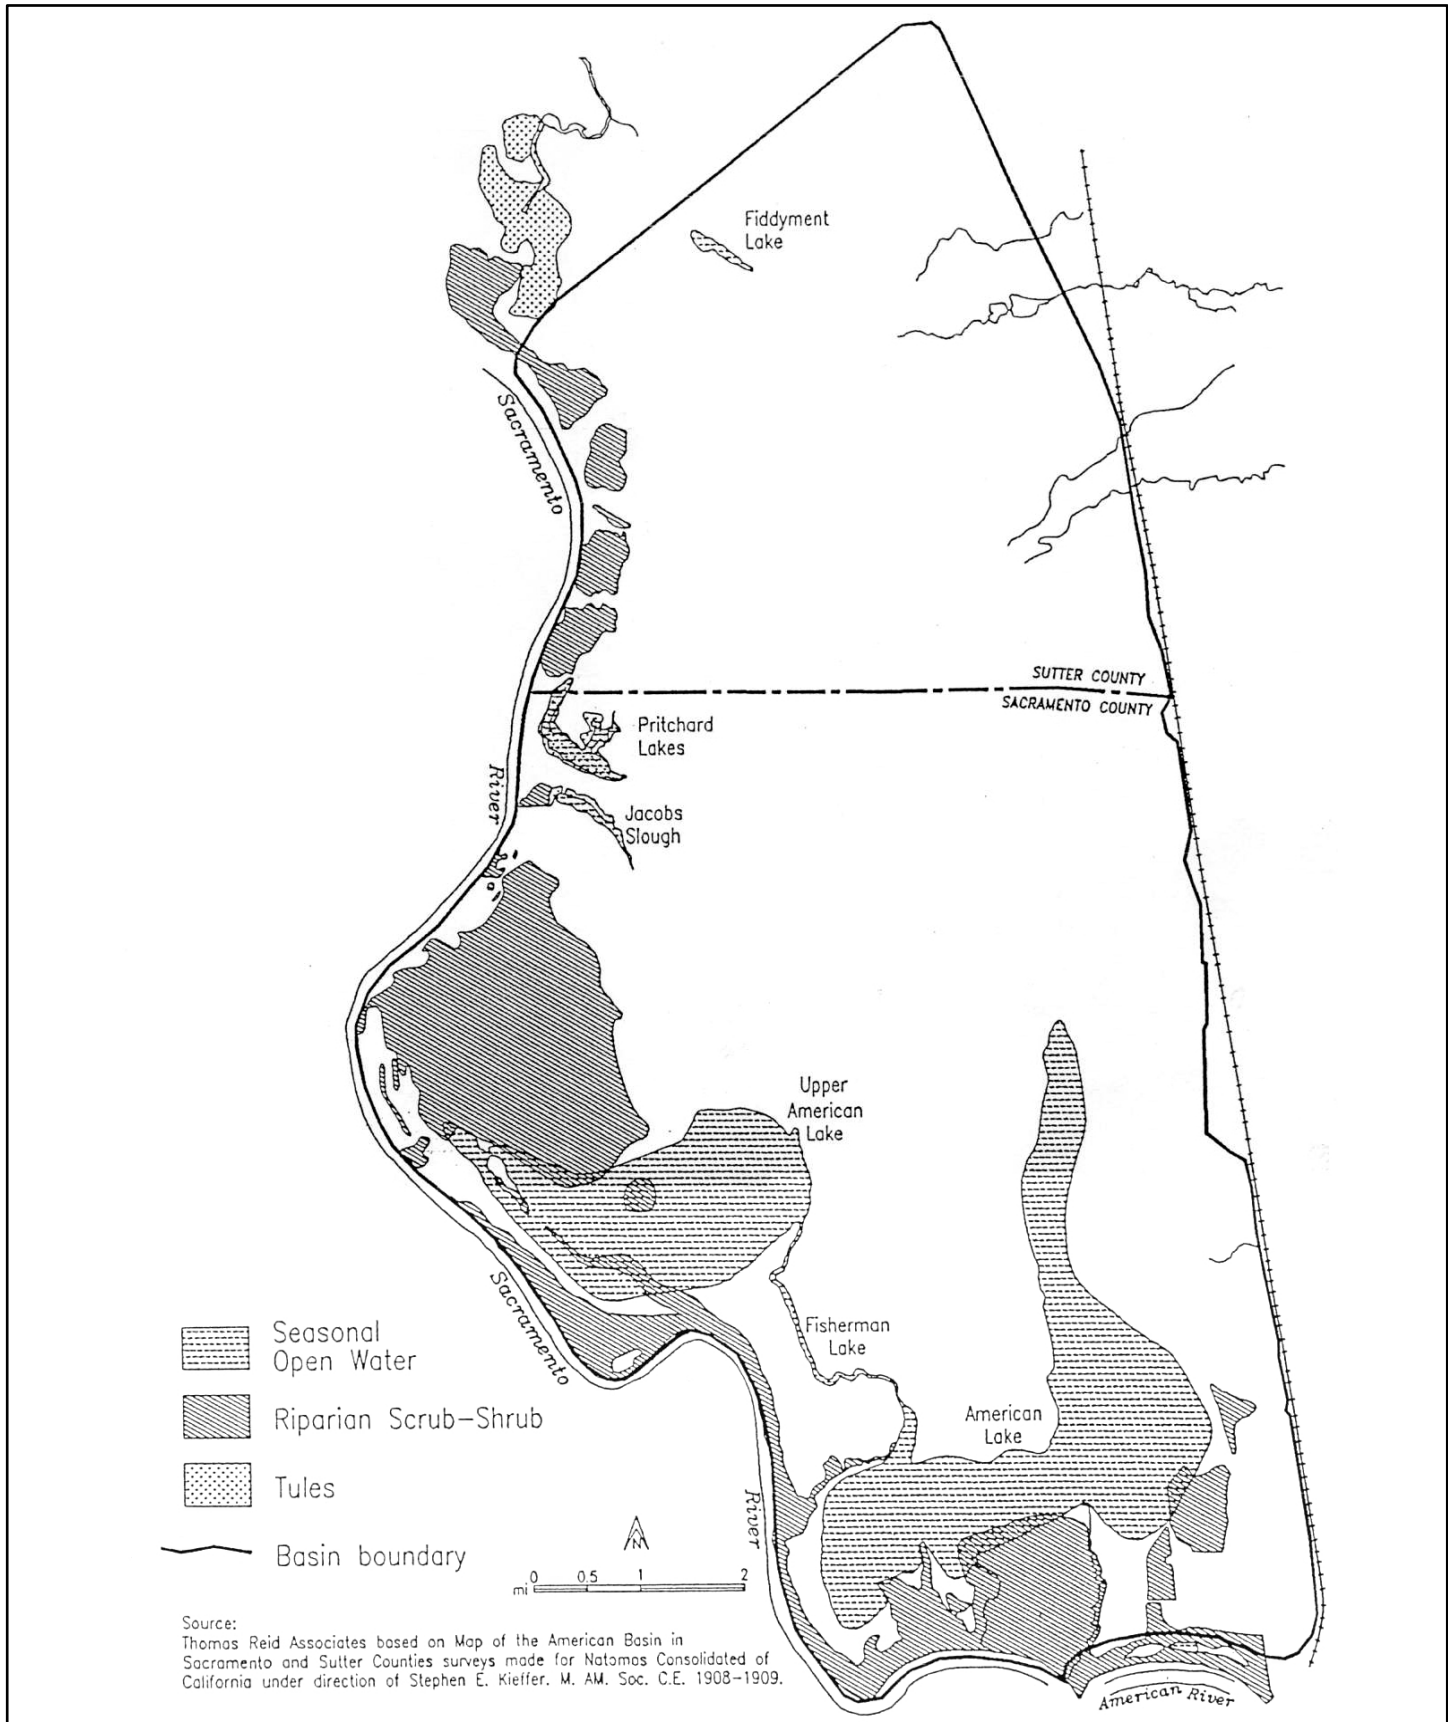 Fiddyment
Lake
Sacramento
SUTTER COUNTY
SACRAMENTO COUNTY
Pritchard
Lakes
River
Jacobs
Slough
Upper
American
Lake
Sacramento
Fisherman
Lake
American
Lake
River
Seasonal
Open Water
Riparian Scrub-Shrub
Tules
Basin boundary
N
0 0.5 1 2
mi
American River
Source:
Thomas Reid Associates based on Map of the American Basin in
Sacramento and Sutter Counties surveys made for Natomas Consolidated of
California under direction of Stephen E. Kieffer. M. AM. Soc. C.E. 1908-1909.